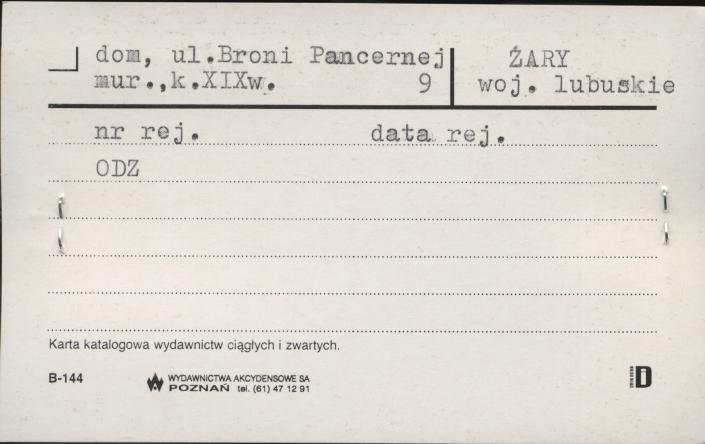 dom, ul.Broni Pancernej
mur.,k.XIXw. 9
ŻARY
woj. lubuskie
nr rej. data rej.
ODZ
Karta katalogowa wydawnictw ciągłych i zwartych.
B-144
WYDAWNICTWA AKCYDENSOWE SA
POZNAŃ tel. (61) 47 12 91